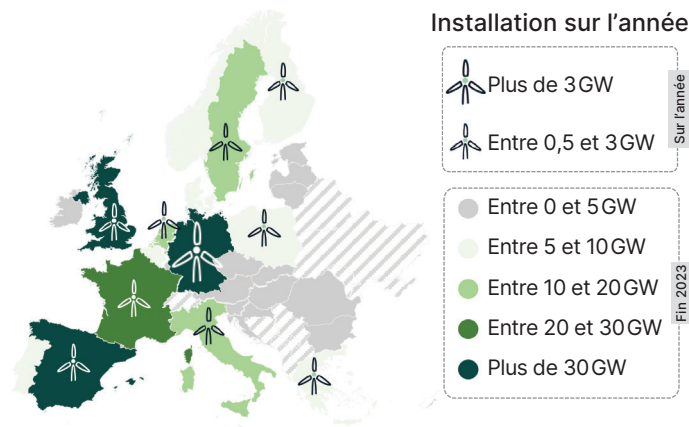 Installation sur l’année
Plus de 3GW
Entre 0,5 et 3GW
Sur l’année
Entre 0 et 5GW
Entre 5 et 10GW
Entre 10 et 20GW
Entre 20 et 30GW
Plus de 30GW
Fin 2023